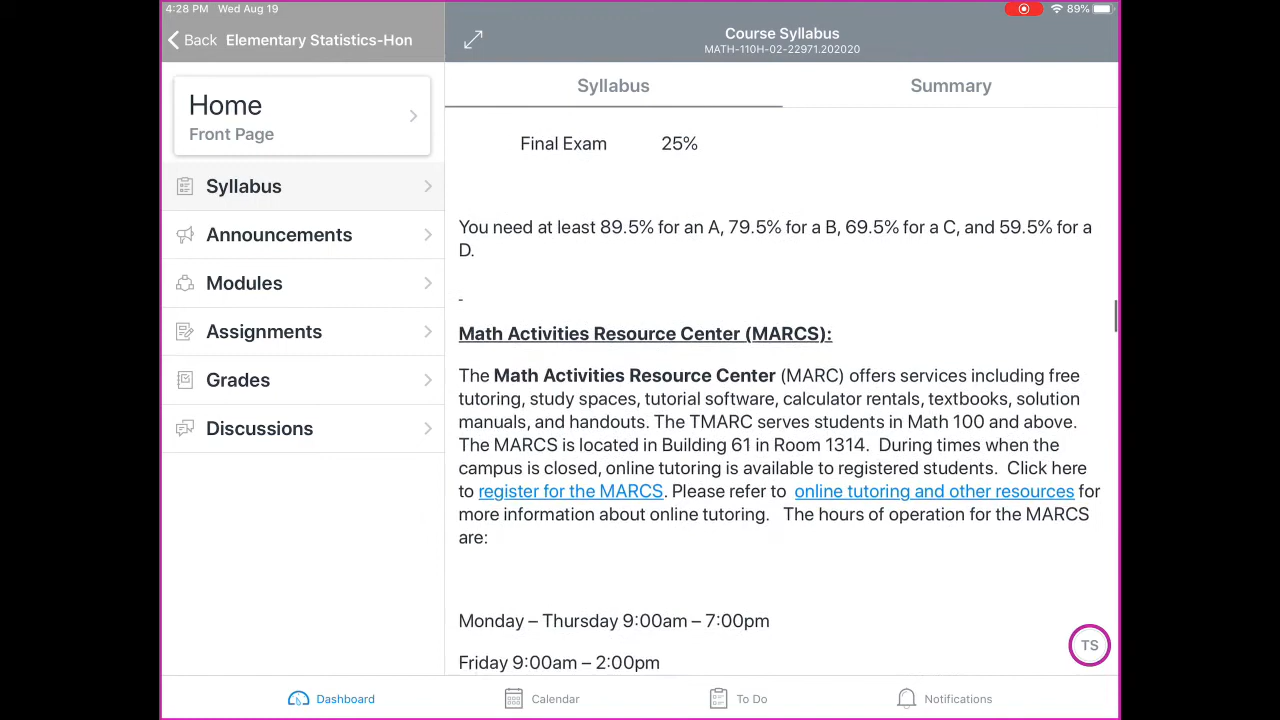 4:28 PM Wed Aug 19
89%
Back Elementary Statistics-Hon
Course Syllabus
MATH-110H-02-22971.202020
Home
Front Page
Syllabus
Announcements
Modules
Assignments
Grades
Discussions
Syllabus Summary
Final Exam 25%
You need at least 89.5% for an A, 79.5% for a B, 69.5% for a C, and 59.5% for a
D.
-
Math Activities Resource Center (MARCS):
The Math Activities Resource Center (MARC) offers services including free
tutoring, study spaces, tutorial software, calculator rentals, textbooks, solution
manuals, and handouts. The TMARC serves students in Math 100 and above.
The MARCS is located in Building 61 in Room 1314. During times when the
campus is closed, online tutoring is available to registered students. Click here
to register for the MARCS. Please refer to online tutoring and other resources for
more information about online tutoring. The hours of operation for the MARCS
are:
Monday – Thursday 9:00am – 7:00pm
Friday 9:00am – 2:00pm
TS
Dashboard
Calendar
To Do
Notifications